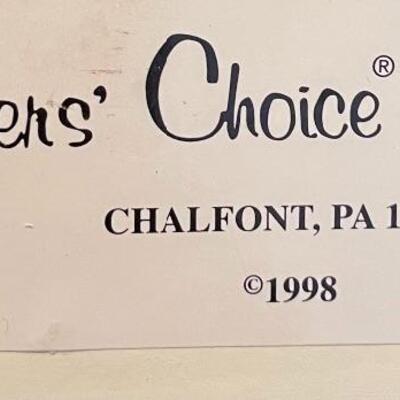 ers' Choice®
CHALFONT, PA 1
©1998